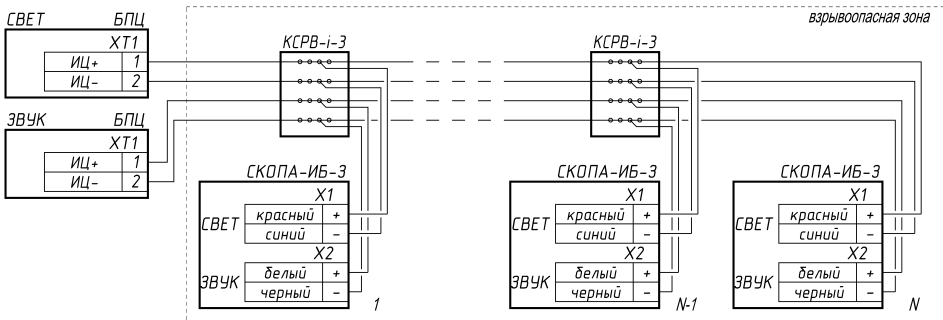 взрывоопасная зона
СВЕТ БПЦ
XT1
ИЦ+ 1
ИЦ- 2
ЗВУК БПЦ
XT1
ИЦ+ 1
ИЦ- 2
КСРВ-i-3
КСРВ-i-3
СКОПА-ИБ-3
X1
СВЕТ
красный +
синий -
X2
ЗВУК
белый +
черный -
1
СКОПА-ИБ-3
X1
СВЕТ
красный +
синий -
X2
ЗВУК
белый +
черный -
N-1
СКОПА-ИБ-3
X1
СВЕТ
красный +
синий -
X2
ЗВУК
белый +
черный -
N